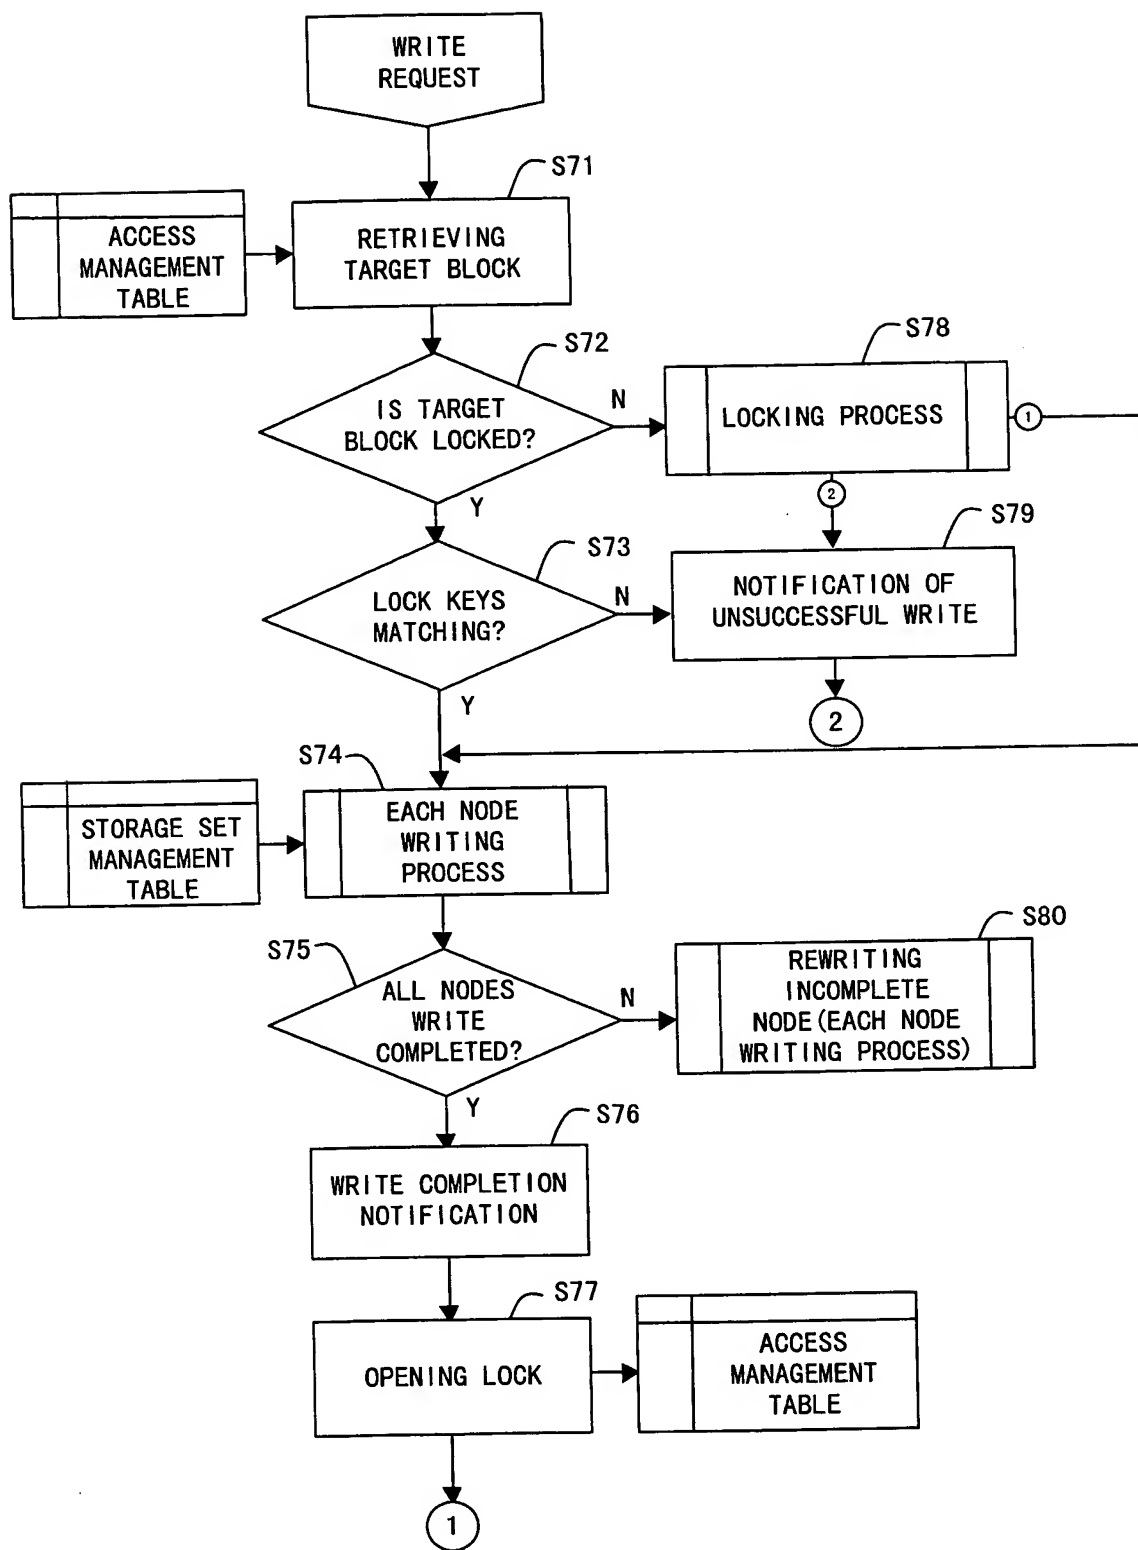 WRITE
REQUEST
S71
ACCESS
MANAGEMENT
TABLE
RETRIEVING
TARGET BLOCK
S72
IS TARGET
BLOCK LOCKED?
N
Y
S78
LOCKING PROCESS
1
2
S73
LOCK KEYS
MATCHING?
N
Y
S79
NOTIFICATION OF
UNSUCCESSFUL WRITE
2
S74
STORAGE SET
MANAGEMENT
TABLE
EACH NODE
WRITING
PROCESS
S75
ALL NODES
WRITE
COMPLETED?
N
Y
S80
REWRITING
INCOMPLETE
NODE(EACH NODE
WRITING PROCESS)
S76
WRITE COMPLETION
NOTIFICATION
S77
OPENING LOCK
ACCESS
MANAGEMENT
TABLE
1